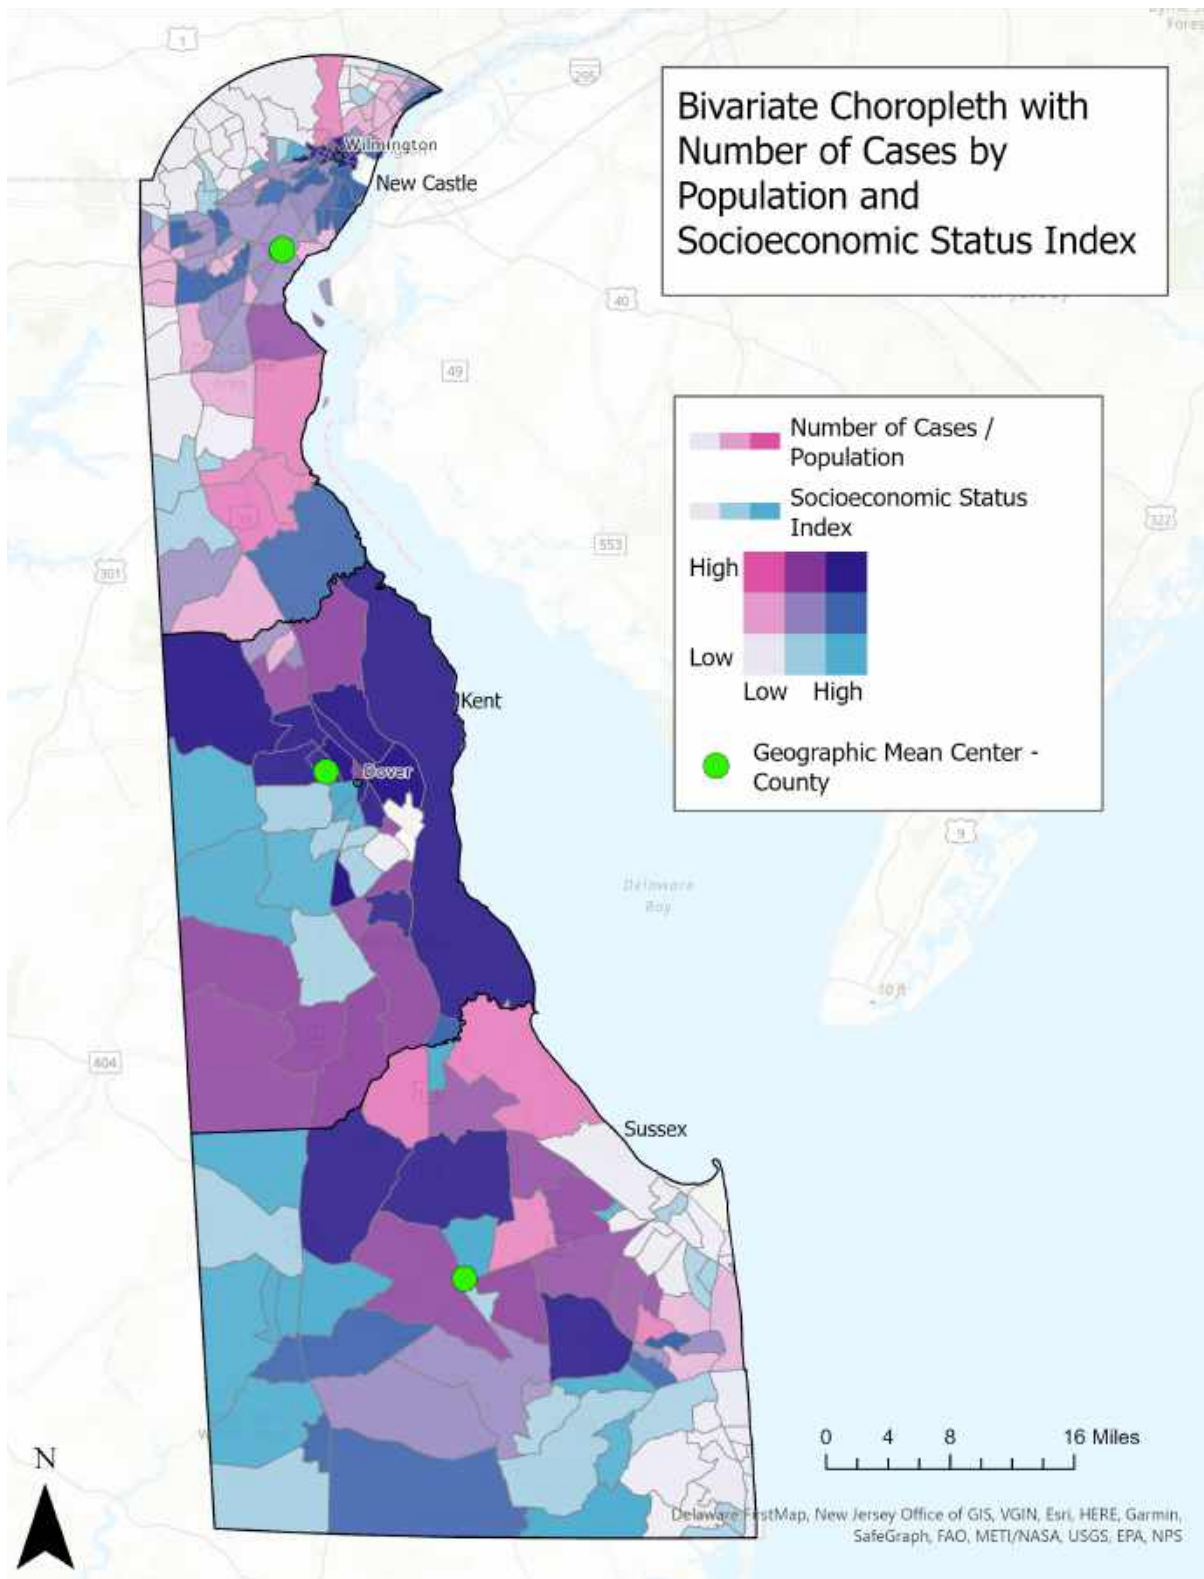 1
295
Bivariate Choropleth with
Number of Cases by
Population and
Socioeconomic Status Index
Wilmington
New Castle
40
49
Number of Cases /
Population
Socioeconomic Status
Index
322
553
301
High
Low
Low High
Kent
Geographic Mean Center -
County
Dover
9
Delaware
Bay
10 ft
404
Sussex
0 4 8 16 Miles
N
Delaware FirstMap, New Jersey Office of GIS, VGIN, Esri, HERE, Garmin,
SafeGraph, FAO, METI/NASA, USGS, EPA, NPS